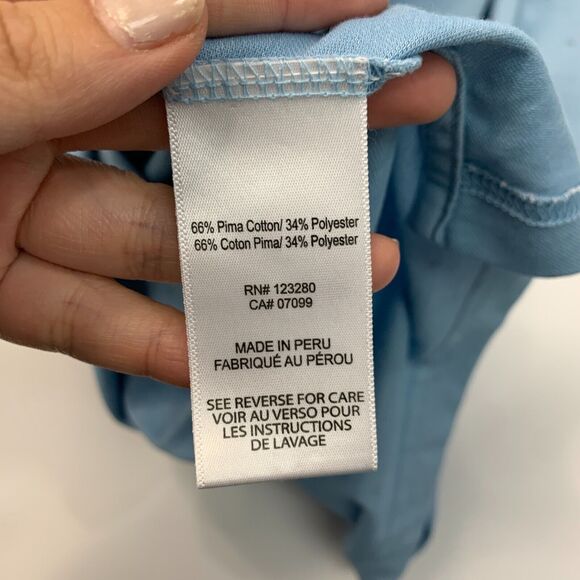 66% Pima Cotton/ 34% Polyester
66% Coton Pima/ 34% Polyester
RN# 123280
CA# 07099
MADE IN PERU
FABRIQUÉ AU PÉROU
SEE REVERSE FOR CARE
VOIR AU VERSO POUR
LES INSTRUCTIONS
DE LAVAGE